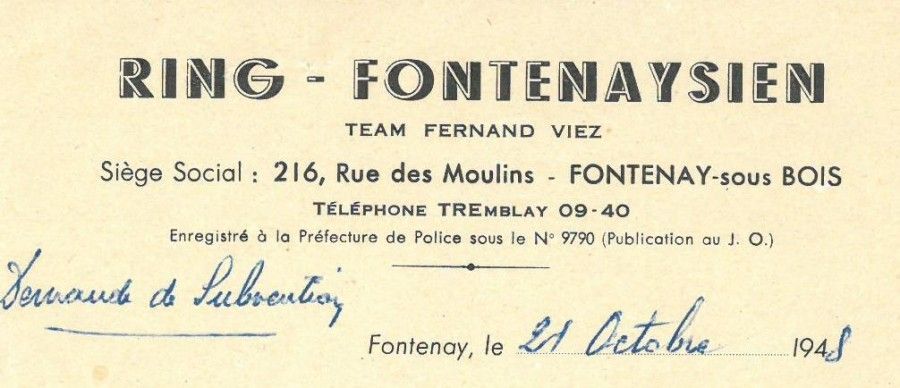 RING - FONTENAYSIEN
TEAM FERNAND VIEZ
Siège Social : 216, Rue des Moulins - FONTENAY-sous BOIS
TÉLÉPHONE TREMBLAY 09-40
Enregistré à la Préfecture de Police sous le N° 9790 (Publication au J. O.)
Demande de Subvention
Fontenay, le 21 Octobre 1948